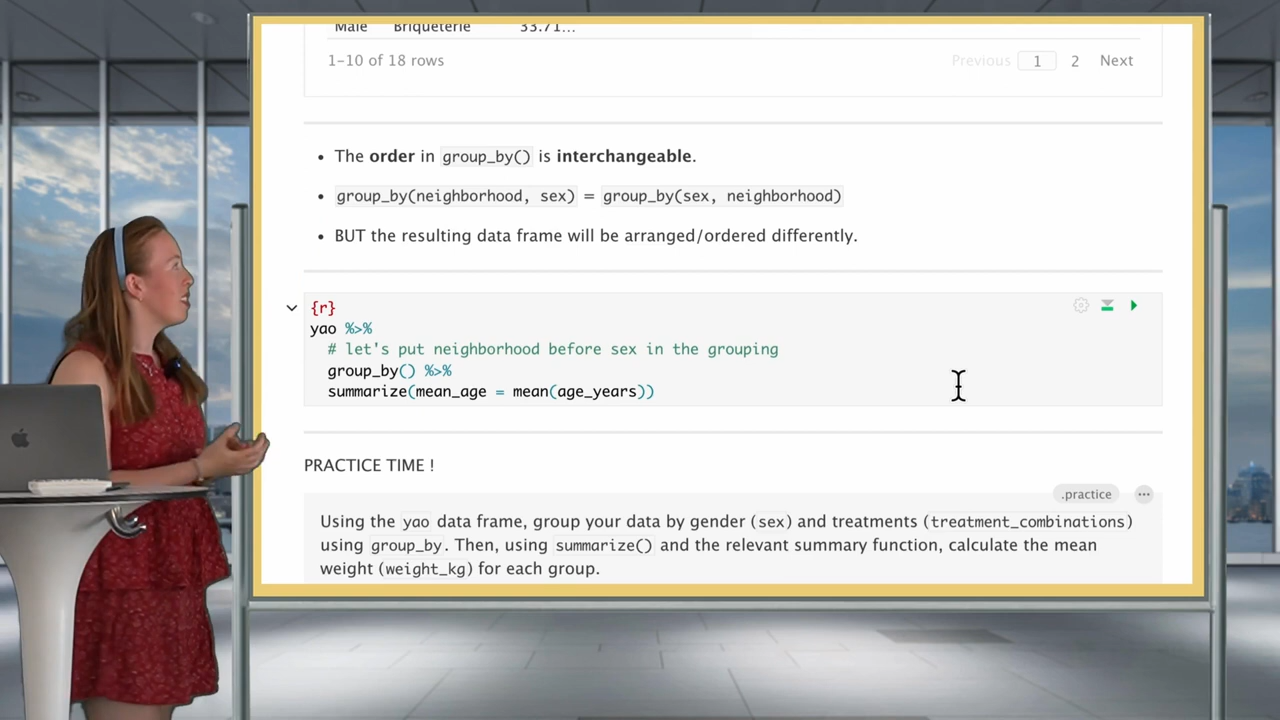 Male Briqueterie 33.71...
1–10 of 18 rows Previous 1 2 Next
• The order in group_by() is interchangeable.
• group_by(neighborhood, sex) = group_by(sex, neighborhood)
• BUT the resulting data frame will be arranged/ordered differently.
{r}
yao %>%
# let's put neighborhood before sex in the grouping
group_by() %>%
summarize(mean_age = mean(age_years))
PRACTICE TIME !
.practice ...
Using the yao data frame, group your data by gender (sex) and treatments (treatment_combinations)
using group_by. Then, using summarize() and the relevant summary function, calculate the mean
weight (weight_kg) for each group.